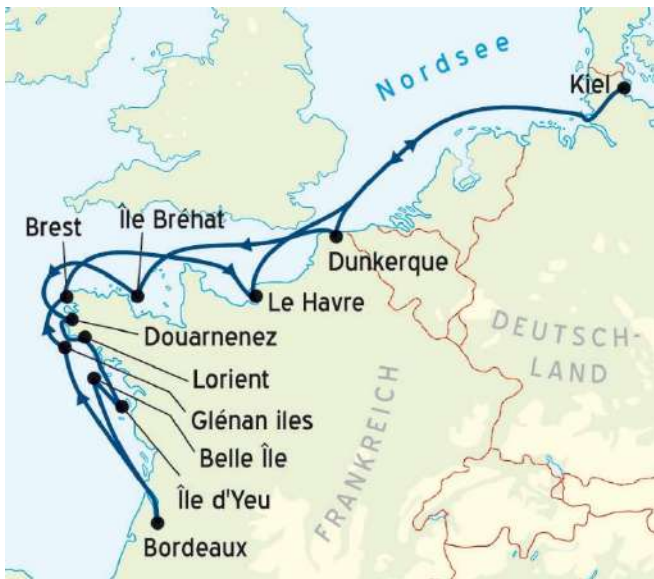 Nordsee
Kiel
Brest
Île Bréhat
Dunkerque
Le Havre
Douarnenez
Lorient
Glénan iles
Belle Île
Île d'Yeu
Bordeaux
FRANKREICH
DEUTSCH-
LAND